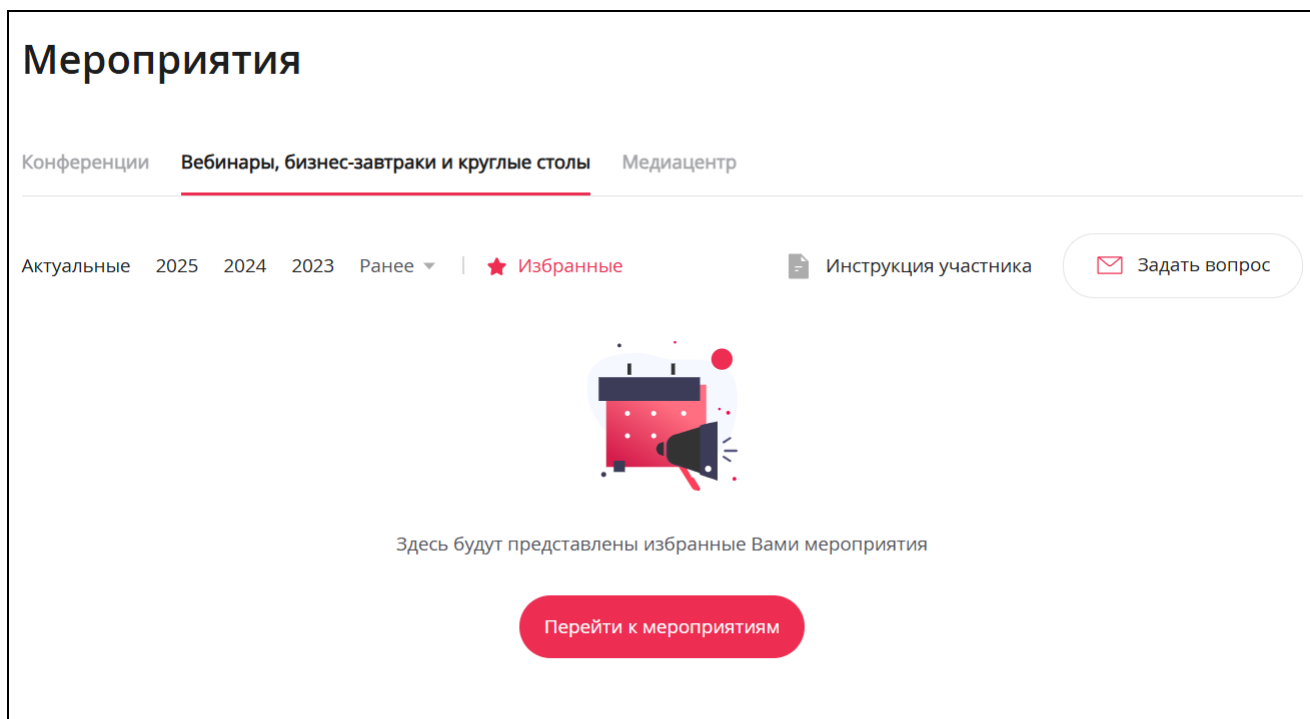 Мероприятия
Конференции Вебинары, бизнес-завтраки и круглые столы Медиацентр
Актуальные 2025 2024 2023 Ранее Избранные Инструкция участника Задать вопрос
Здесь будут представлены избранные Вами мероприятия
Перейти к мероприятиям